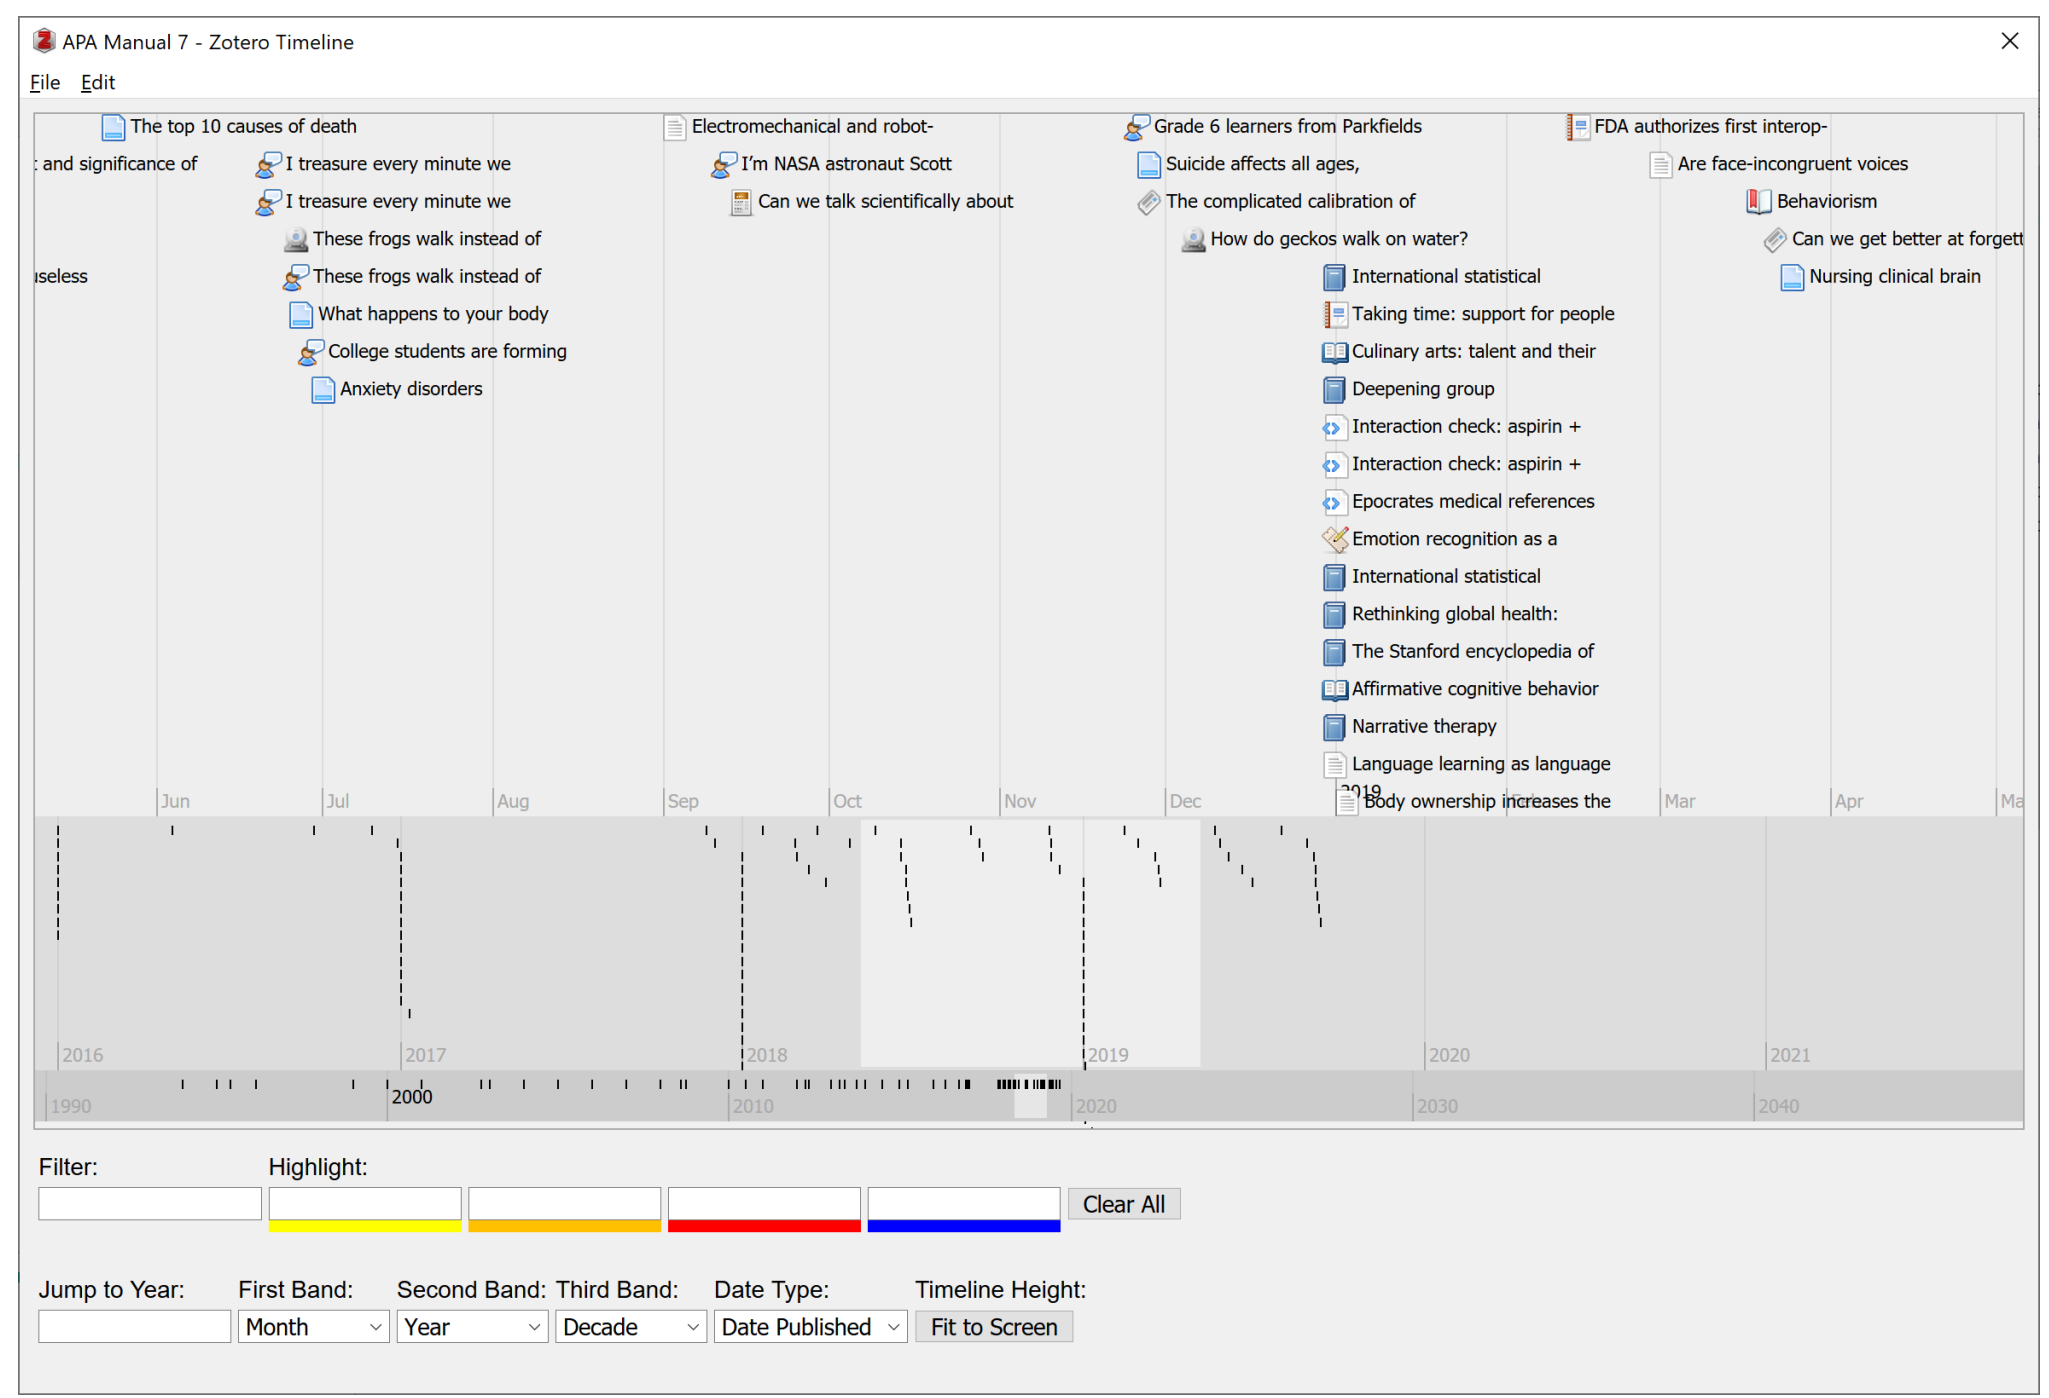 APA Manual 7 - Zotero Timeline
File Edit
The top 10 causes of death
Electromechanical and robot-
Grade 6 learners from Parkfields
FDA authorizes first interop-
t and significance of
I treasure every minute we
I'm NASA astronaut Scott
Suicide affects all ages,
Are face-incongruent voices
I treasure every minute we
Can we talk scientifically about
The complicated calibration of
Behaviorism
These frogs walk instead of
How do geckos walk on water?
Can we get better at forgett
useless
These frogs walk instead of
International statistical
Nursing clinical brain
What happens to your body
Taking time: support for people
College students are forming
Culinary arts: talent and their
Anxiety disorders
Deepening group
Interaction check: aspirin +
Interaction check: aspirin +
Epocrates medical references
Emotion recognition as a
International statistical
Rethinking global health:
The Stanford encyclopedia of
Affirmative cognitive behavior
Narrative therapy
Language learning as language
2019
Body ownership increases the
Jun Jul Aug Sep Oct Nov Dec Mar Apr Ma
2016 2017 2018 2019 2020 2021
1990 2000 2010 2020 2030 2040
Filter: Highlight:
Clear All
Jump to Year: First Band: Second Band: Third Band: Date Type: Timeline Height:
Month Year Decade Date Published Fit to Screen